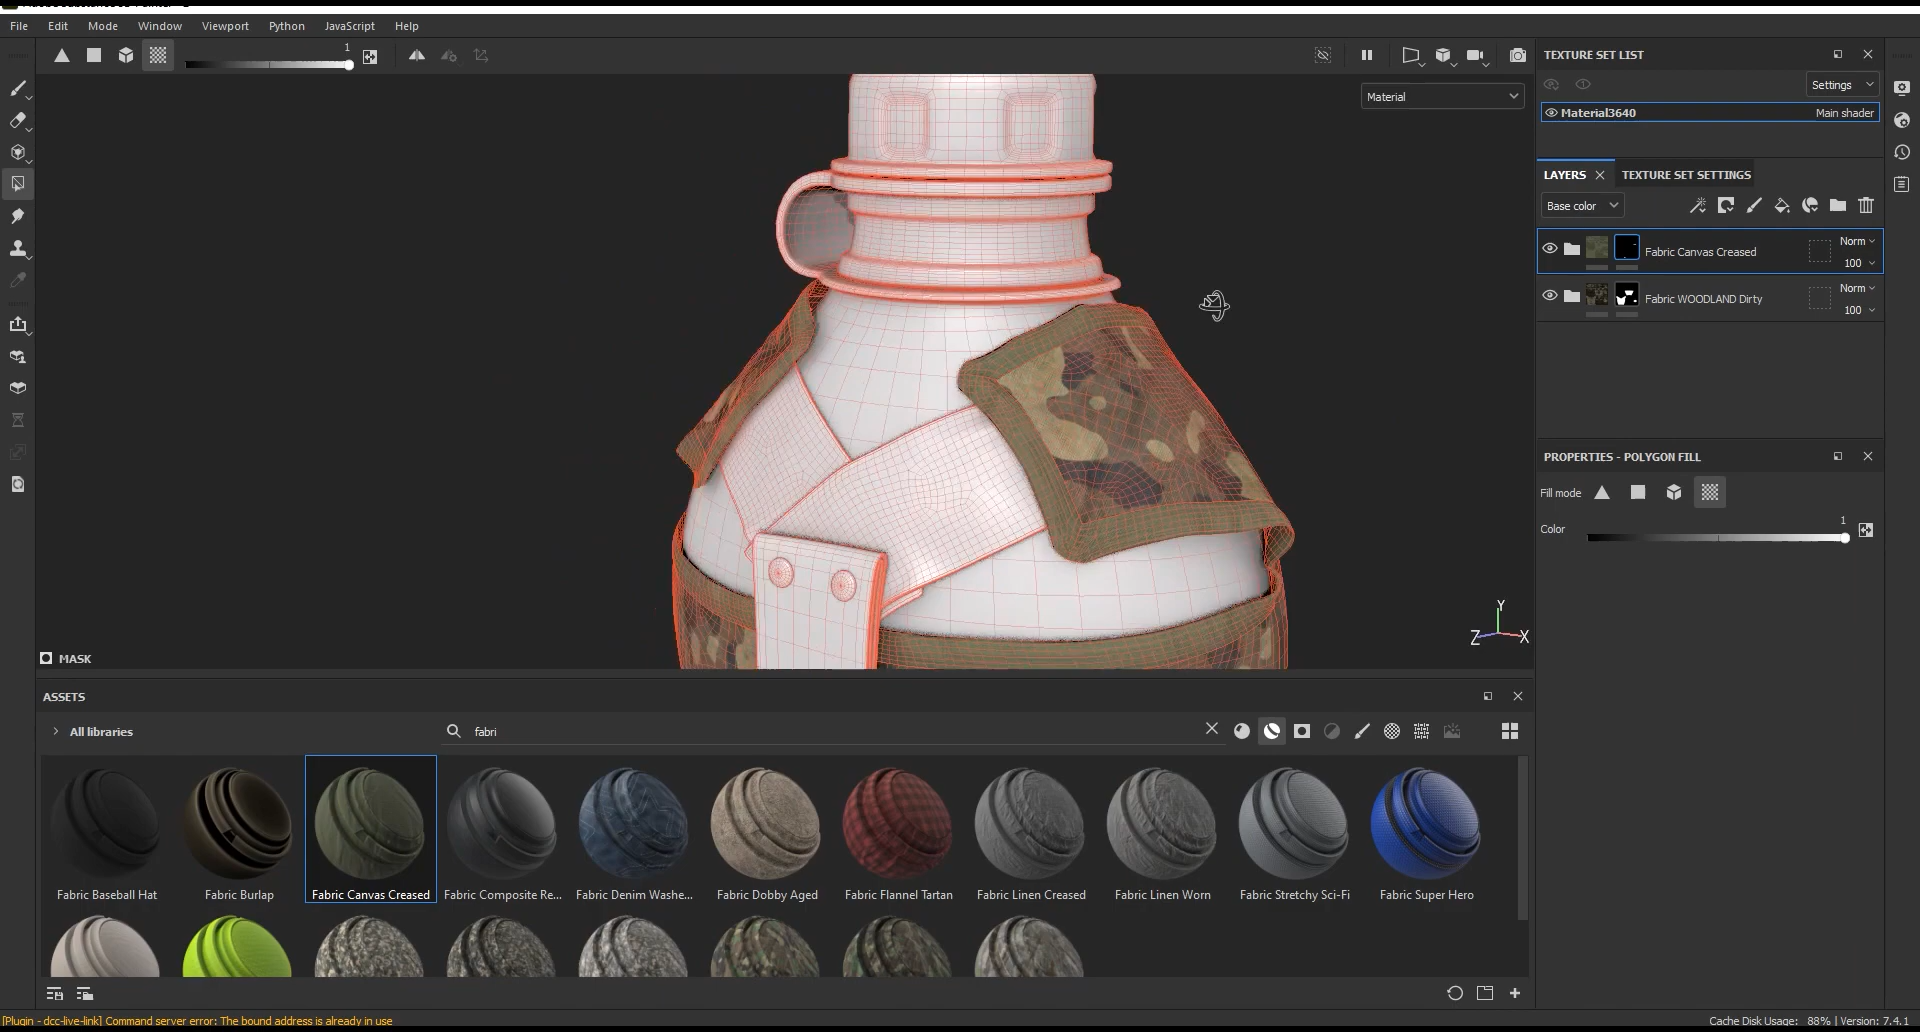 File Edit Mode Window Viewport Python JavaScript Help
1
Material
TEXTURE SET LIST
Settings
Material3640 Main shader
LAYERS TEXTURE SET SETTINGS
Base color
Fabric Canvas Creased Norm
100
Fabric WOODLAND Dirty Norm
100
PROPERTIES - POLYGON FILL
Fill mode
Color 1
Y
Z X
MASK
ASSETS
All libraries fabri
Fabric Baseball Hat Fabric Burlap Fabric Canvas Creased Fabric Composite Re... Fabric Denim Washe... Fabric Dobby Aged Fabric Flannel Tartan Fabric Linen Creased Fabric Linen Worn Fabric Stretchy Sci-Fi Fabric Super Hero
[Plugin - dcc-live-link] Command server error: The bound address is already in use
Cache Disk Usage: 88% | Version: 7.4.1